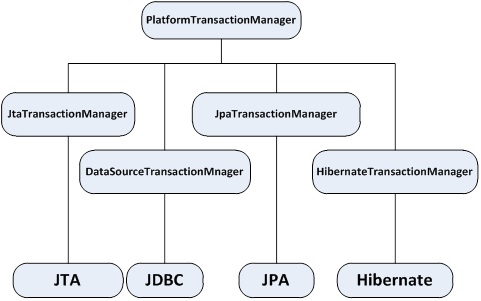 PlatformTransactionManager
JtaTransactionManager
JpaTransactionManager
DataSourceTransactionMnager
HibernateTransactionManager
JTA
JDBC
JPA
Hibernate